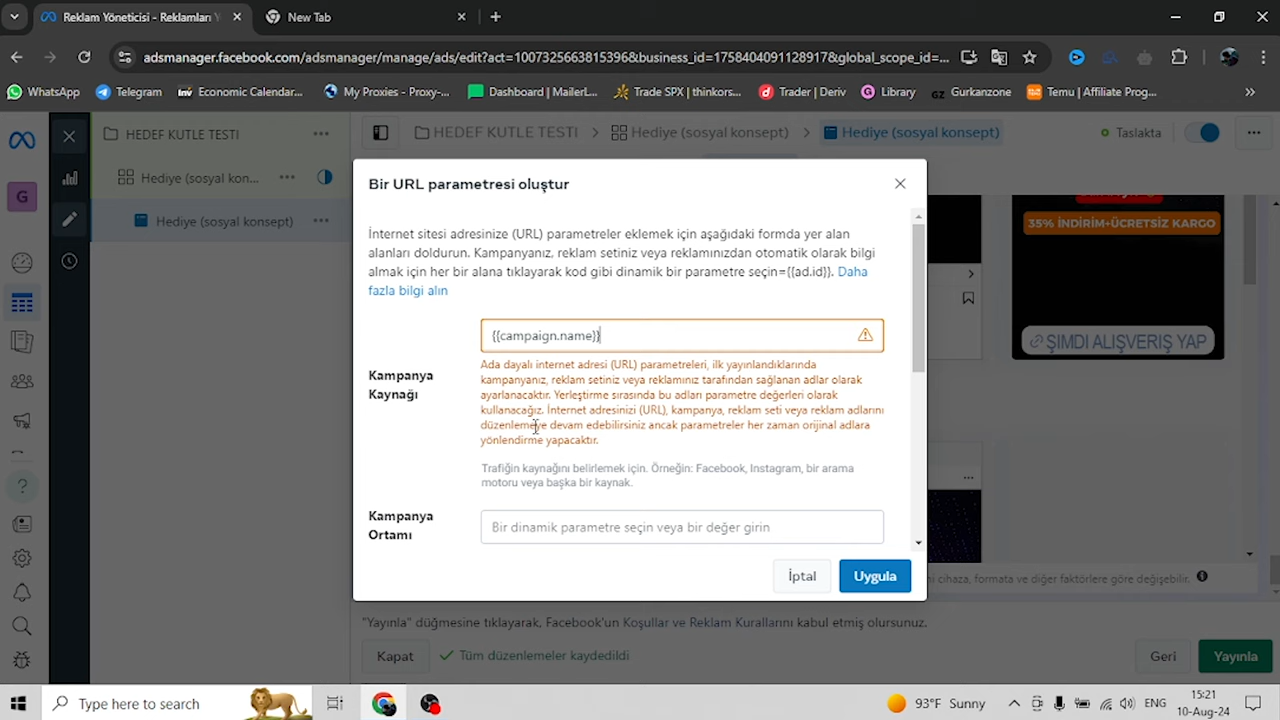 Reklam Yöneticisi - Reklamları Y
New Tab
adsmanager.facebook.com/adsmanager/manage/ads/edit?act=1007325663815396&business_id=1758404091128917&global_scope_id=...
WhatsApp
Telegram
Economic Calendar...
My Proxies - Proxy-...
Dashboard | MailerL...
Trade SPX | thinkors...
Trader | Deriv
Library
Gurkanzone
Temu | Affiliate Prog...
HEDEF KUTLE TESTI
HEDEF KUTLE TESTI
Hediye (sosyal konsept)
Hediye (sosyal konsept)
Taslakta
Hediye (sosyal kon...
Hediye (sosyal konsept)
G
Bir URL parametresi oluştur
İnternet sitesi adresinize (URL) parametreler eklemek için aşağıdaki formda yer alan
alanları doldurun. Kampanyanız, reklam setiniz veya reklamınızdan otomatik olarak bilgi
almak için her bir alana tıklayarak kod gibi dinamik bir parametre seçin={{ad.id}}. Daha
fazla bilgi alın
{{campaign.name}}
Kampanya
Kaynağı
Ada dayalı internet adresi (URL) parametreleri, ilk yayınlandıklarında
kampanyanız, reklam setiniz veya reklamınız tarafından sağlanan adlar olarak
ayarlanacaktır. Yerleştirme sırasında bu adları parametre değerleri olarak
kullanacağız. İnternet adresinizi (URL), kampanya, reklam seti veya reklam adlarını
düzenlemeye devam edebilirsiniz ancak parametreler her zaman orijinal adlara
yönlendirme yapacaktır.
Trafiğin kaynağını belirlemek için. Örneğin: Facebook, Instagram, bir arama
motoru veya başka bir kaynak.
Kampanya
Ortamı
Bir dinamik parametre seçin veya bir değer girin
İptal
Uygula
35% İNDİRİM+ÜCRETSİZ KARGO
ŞIMDI ALIŞVERIŞ YAP
ni cihaza, formata ve diğer faktörlere göre değişebilir.
"Yayınla" düğmesine tıklayarak, Facebook'un Koşullar ve Reklam Kurallarını kabul etmiş olursunuz.
Kapat
Tüm düzenlemeler kaydedildi
Geri
Yayınla
Type here to search
93°F Sunny
ENG
15:21
10-Aug-24